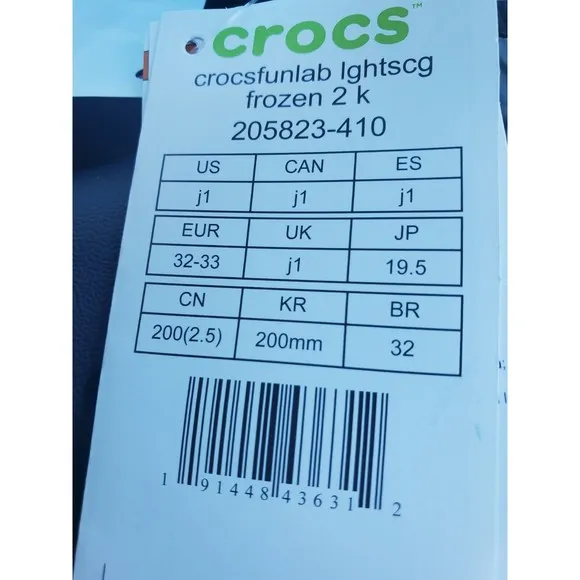 crocs™
crocsfunlab lghtscg
frozen 2 k
205823-410
US CAN ES
j1 j1 j1
EUR UK JP
32-33 j1 19.5
CN KR BR
200(2.5) 200mm 32
1 91448 43631 2